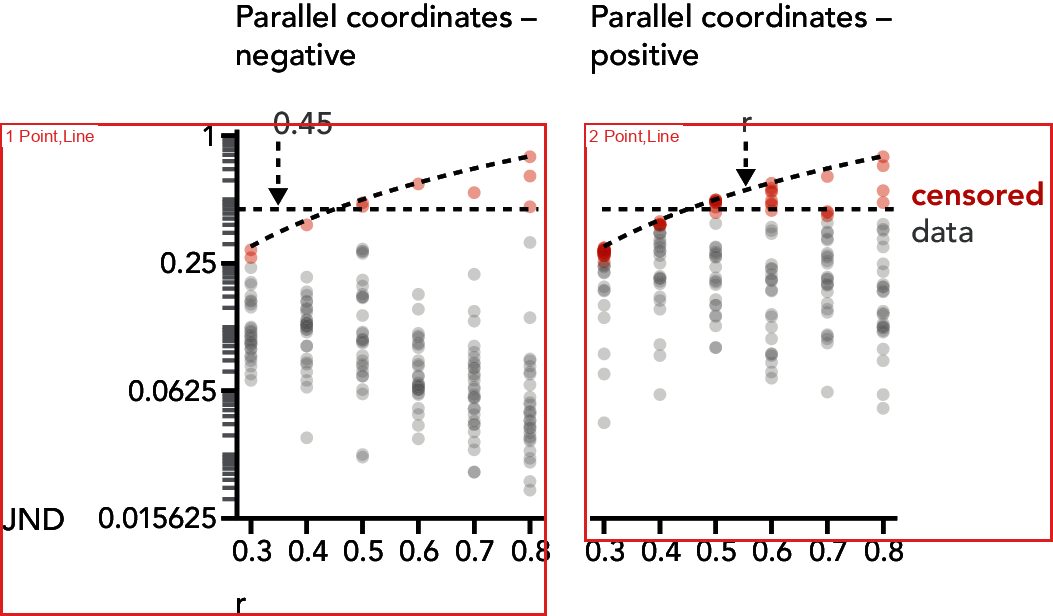 Parallel coordinates –
negative
Parallel coordinates –
positive
0.45
r
1 Point,Line
2 Point,Line
1
censored
data
0.25
0.0625
JND
0.015625
0.3 0.4 0.5 0.6 0.7 0.8
0.3 0.4 0.5 0.6 0.7 0.8
r